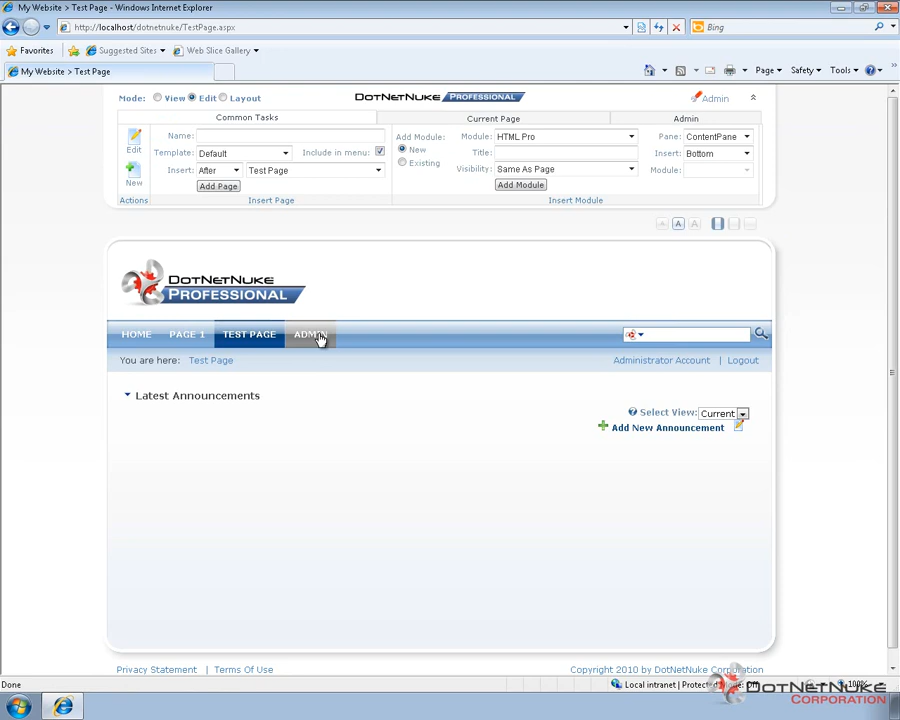 My Website > Test Page - Windows Internet Explorer
http://localhost/dotnetnuke/TestPage.aspx
Bing
Favorites
Suggested Sites
Web Slice Gallery
My Website > Test Page
Page
Safety
Tools
Mode: View Edit Layout
DOTNETNUKE PROFESSIONAL
Admin
Common Tasks
Current Page
Admin
Edit
New
Actions
Name:
Template: Default
Include in menu:
Insert: After Test Page
Add Page
Insert Page
Add Module: New Existing
Module: HTML Pro
Title:
Visibility: Same As Page
Add Module
Pane: ContentPane
Insert: Bottom
Module:
Insert Module
A A A
DOTNETNUKE
PROFESSIONAL
HOME PAGE 1 TEST PAGE ADMIN
You are here: Test Page
Administrator Account | Logout
Latest Announcements
Select View: Current
Add New Announcement
Privacy Statement | Terms Of Use
Copyright 2010 by DotNetNuke Corporation
Done
Local intranet | Protected Mode: Off
100%
DOTNETNUKE
CORPORATION